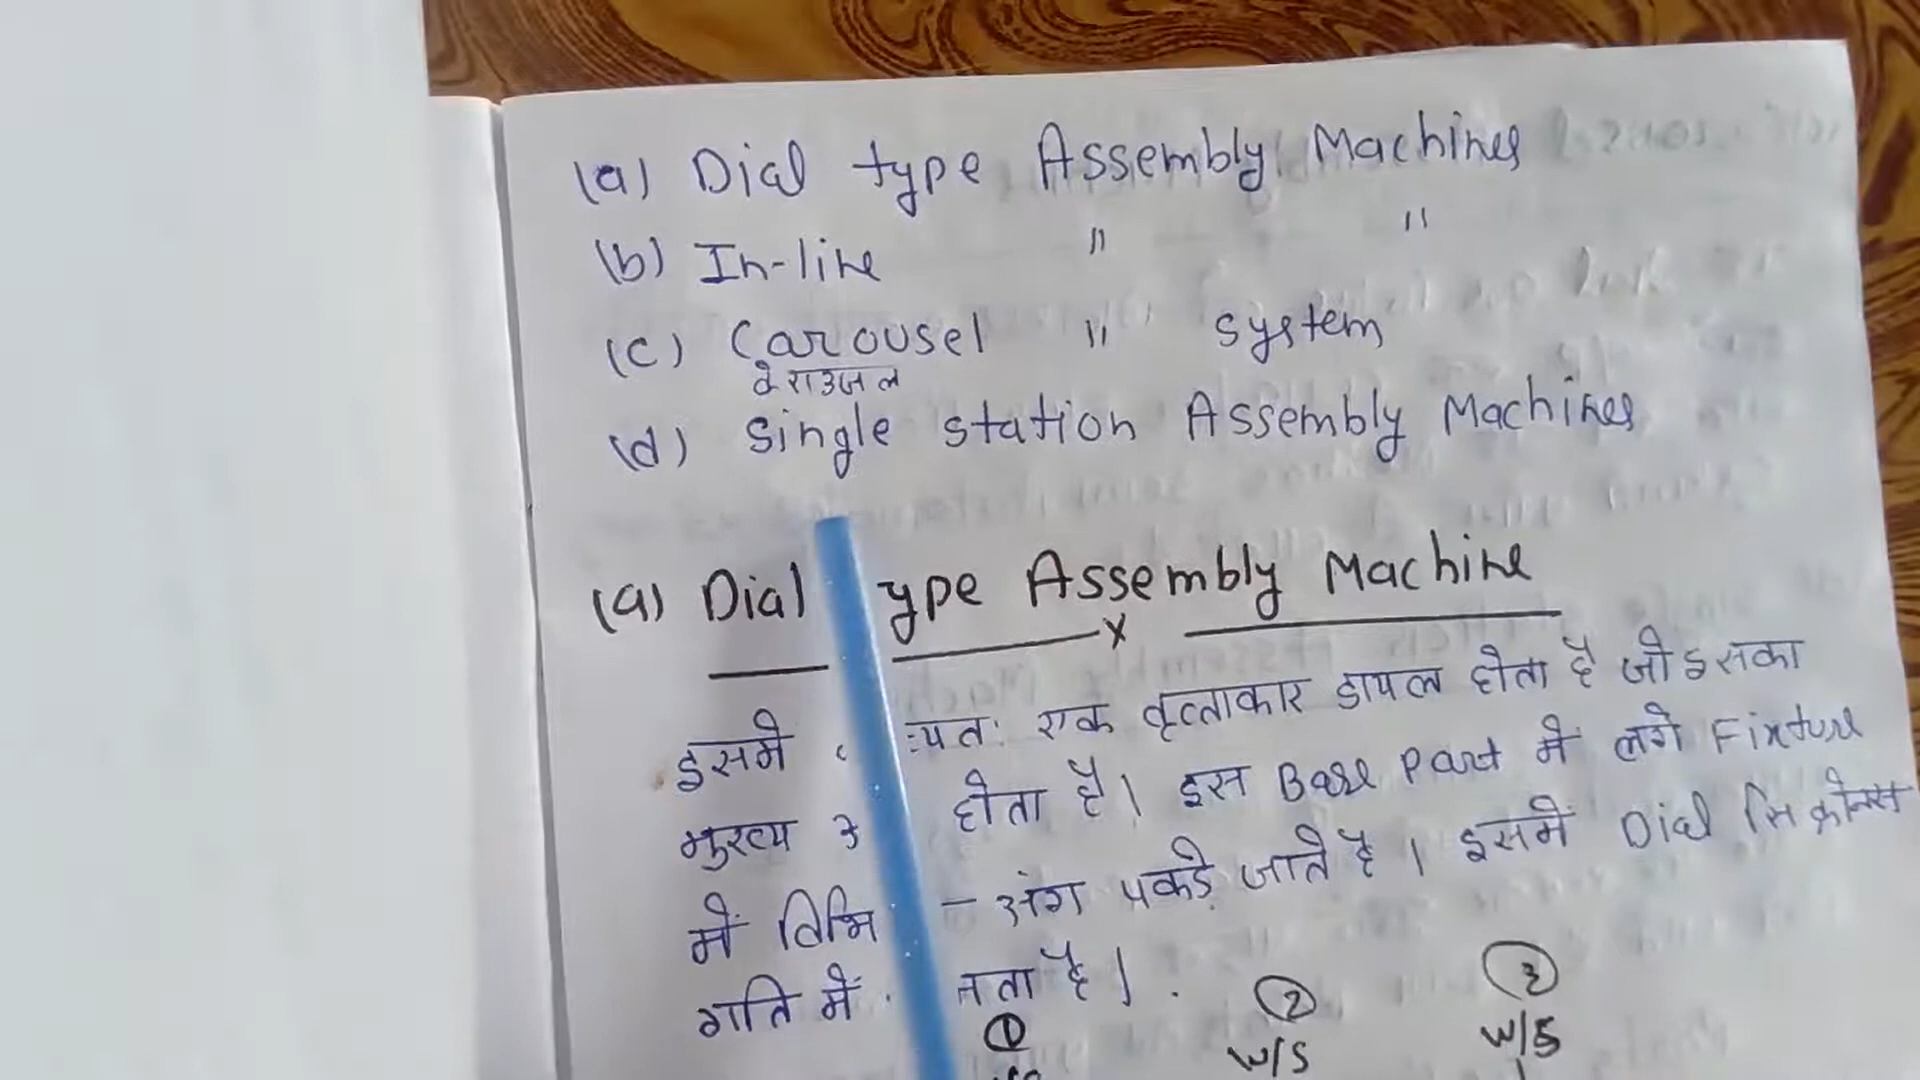 (a) Dial type Assembly Machines
(b) In-line " "
(c) Carousel " System
केराउजल
(d) Single station Assembly Machines
(a) Dial ype Assembly Machine
इसमे यतः एक वृत्ताकार डायल होता है जो इसका
मुख्य होता है। इस Base Part में लगे Fixture
में विभि - अंग पकड़े जाते है। इसमें Dial सिंक्रोनस
गति में नता है।
① ② ③
W/S W/S